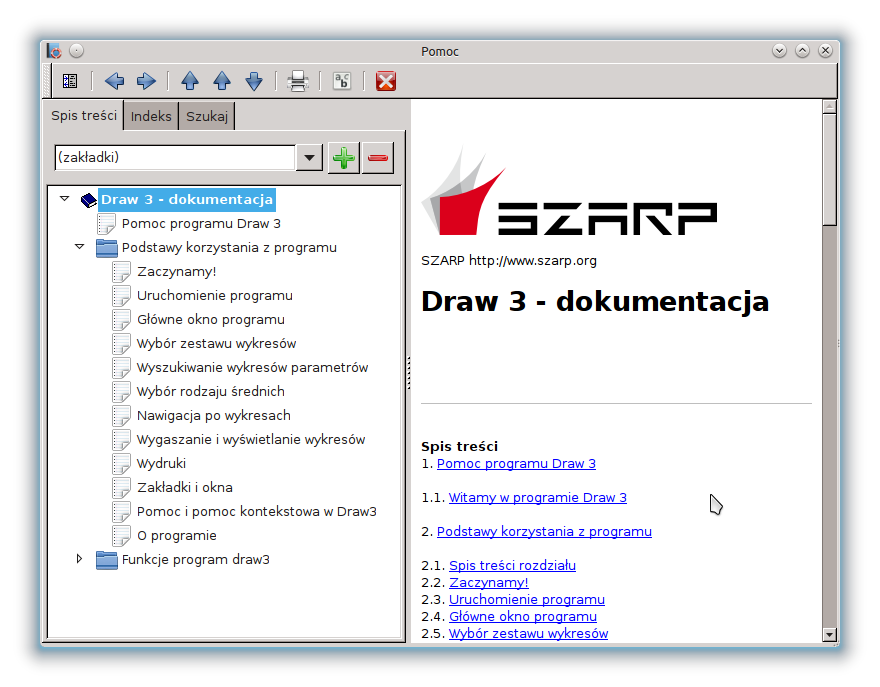 Pomoc
Spis treści
Indeks
Szukaj
(zakładki)
Draw 3 - dokumentacja
Pomoc programu Draw 3
Podstawy korzystania z programu
Zaczynamy!
Uruchomienie programu
Główne okno programu
Wybór zestawu wykresów
Wyszukiwanie wykresów parametrów
Wybór rodzaju średnich
Nawigacja po wykresach
Wygaszanie i wyświetlanie wykresów
Wydruki
Zakładki i okna
Pomoc i pomoc kontekstowa w Draw3
O programie
Funkcje program draw3
SZARP
SZARP http://www.szarp.org
Draw 3 - dokumentacja
Spis treści
1. Pomoc programu Draw 3
1.1. Witamy w programie Draw 3
2. Podstawy korzystania z programu
2.1. Spis treści rozdziału
2.2. Zaczynamy!
2.3. Uruchomienie programu
2.4. Główne okno programu
2.5. Wybór zestawu wykresów